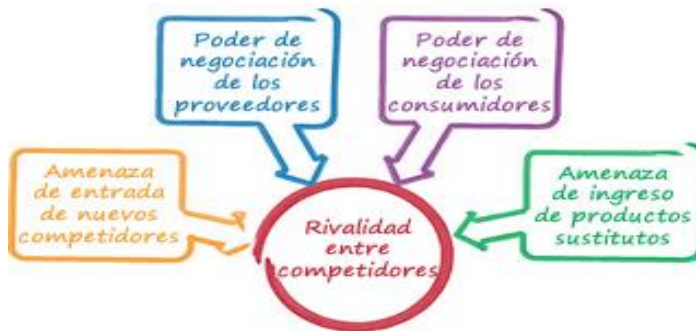 Poder de
negociación
de los
proveedores
Poder de
negociación
de los
consumidores
Amenaza
de entrada
de nuevos
competidores
Rivalidad
entre
competidores
Amenaza
de ingreso
de productos
sustitutos